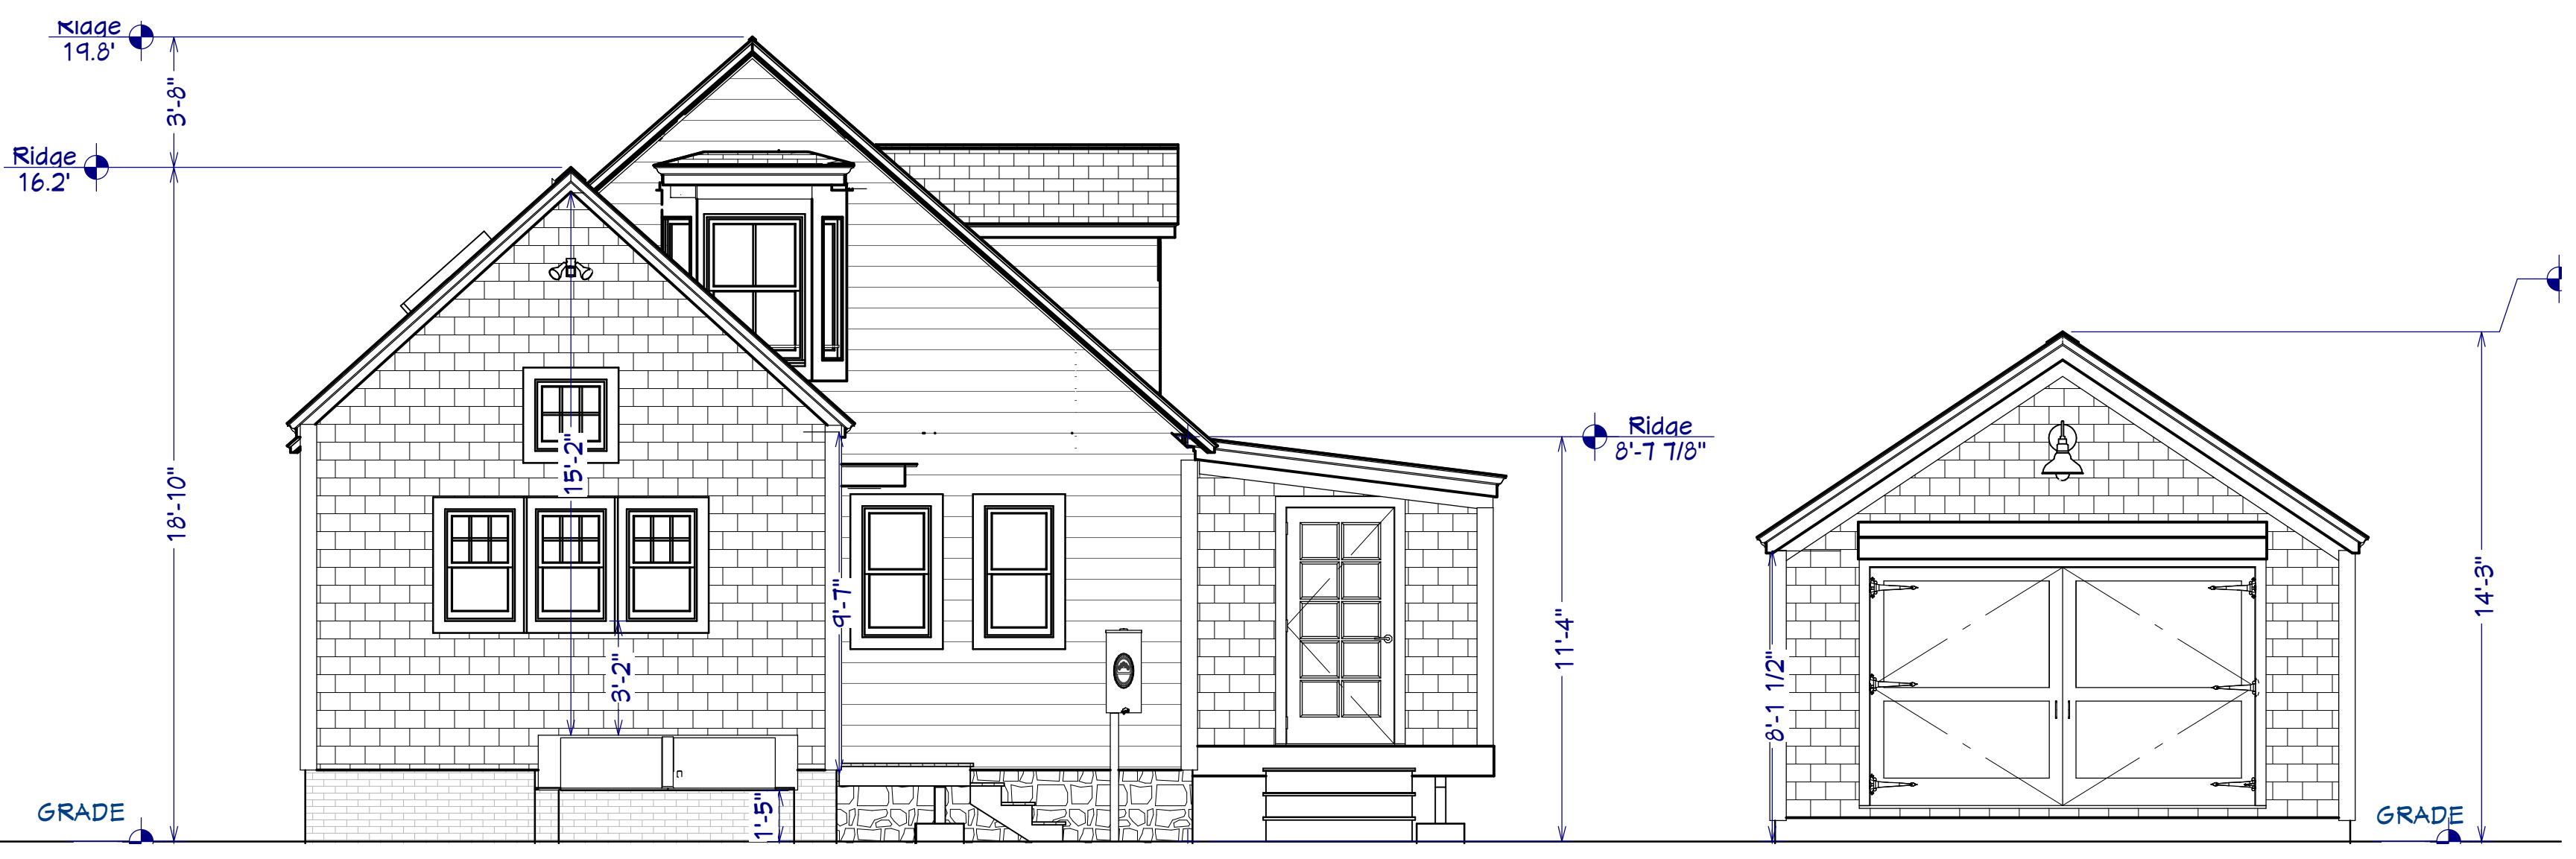 Ridge
19.8'
3'-8"
Ridge
16.2'
18'-10"
15'-2"
3'-2"
9'-7"
1'-5"
Ridge
8'-7 7/8"
11'-4"
8'-1 1/2"
14'-3"
GRADE
GRADE